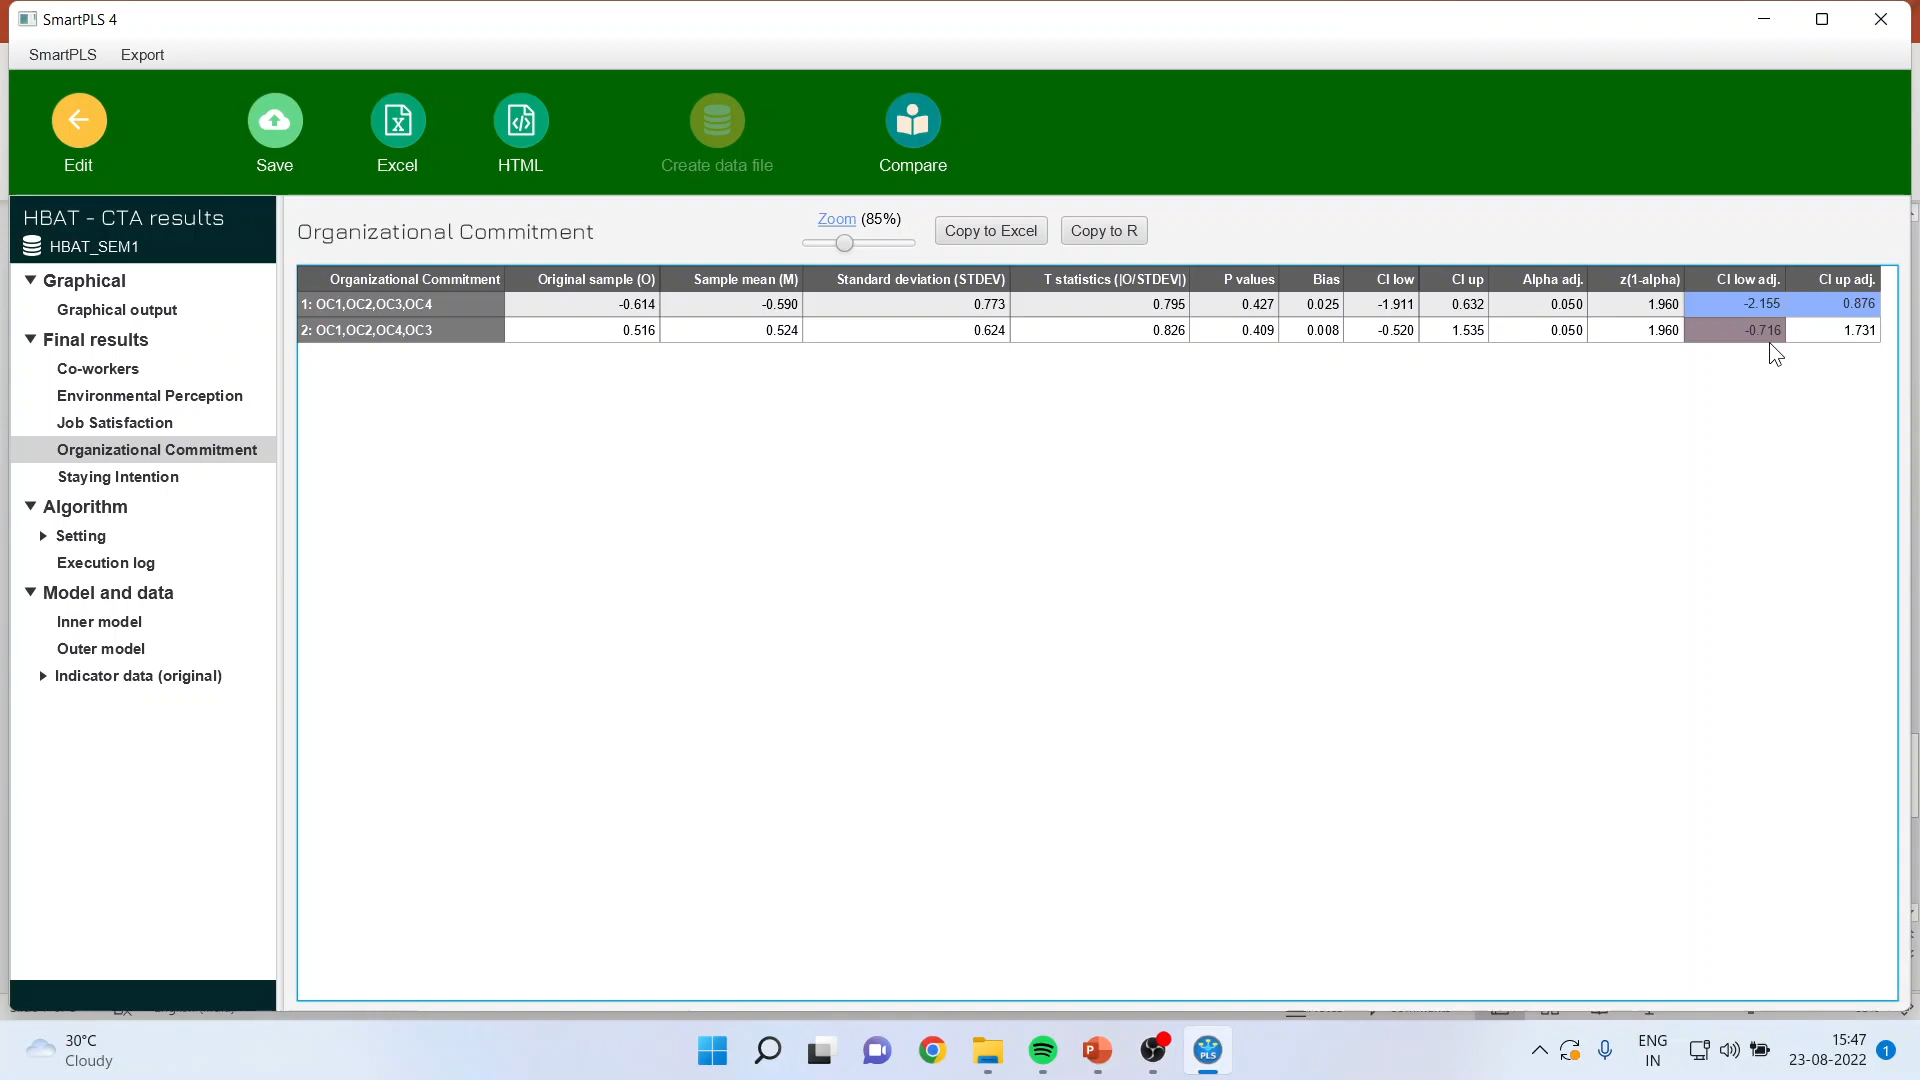 SmartPLS 4
SmartPLS Export
Edit Save Excel HTML Create data file Compare
HBAT - CTA results
HBAT_SEM1
Graphical
Graphical output
Final results
Co-workers
Environmental Perception
Job Satisfaction
Organizational Commitment
Staying Intention
Algorithm
Setting
Execution log
Model and data
Inner model
Outer model
Indicator data (original)
Organizational Commitment
Zoom (85%)
Copy to Excel Copy to R
Organizational Commitment Original sample (O) Sample mean (M) Standard deviation (STDEV) T statistics (|O/STDEV|) P values Bias CI low CI up Alpha adj. z(1-alpha) CI low adj. CI up adj.
1: OC1,OC2,OC3,OC4 -0.614 -0.590 0.773 0.795 0.427 0.025 -1.911 0.632 0.050 1.960 -2.155 0.876
2: OC1,OC2,OC4,OC3 0.516 0.524 0.624 0.826 0.409 0.008 -0.520 1.535 0.050 1.960 -0.716 1.731
30°C
Cloudy
PLS
ENG
IN
15:47
23-08-2022
1